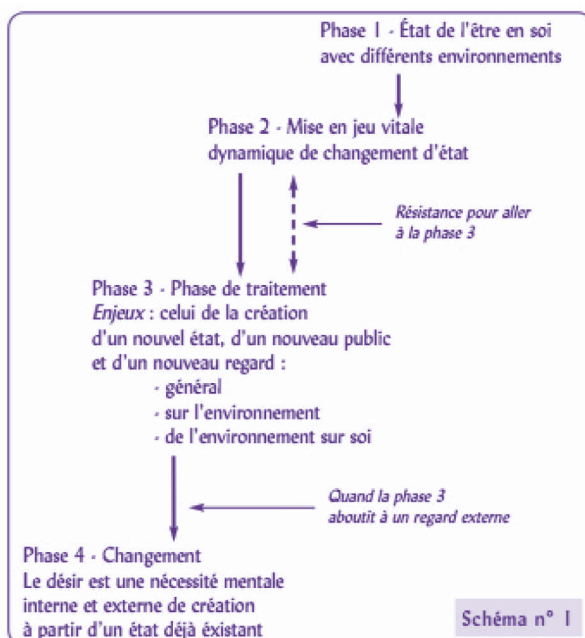 Phase 1 - État de l'être en soi
avec différents environnements
Phase 2 - Mise en jeu vitale
dynamique de changement d'état
Résistance pour aller
à la phase 3
Phase 3 - Phase de traitement
Enjeux : celui de la création
d'un nouvel état, d'un nouveau public
et d'un nouveau regard :
- général
- sur l'environnement
- de l'environnement sur soi
Quand la phase 3
aboutit à un regard externe
Phase 4 - Changement
Le désir est une nécessité mentale
interne et externe de création
à partir d'un état déjà éxistant
Schéma n° 1